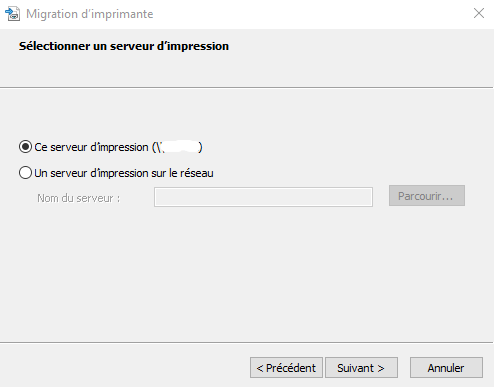 Migration d'imprimante
Sélectionner un serveur d'impression
Ce serveur d'impression (\\ )
Un serveur d'impression sur le réseau
Nom du serveur :
Parcourir...
< Précédent
Suivant >
Annuler